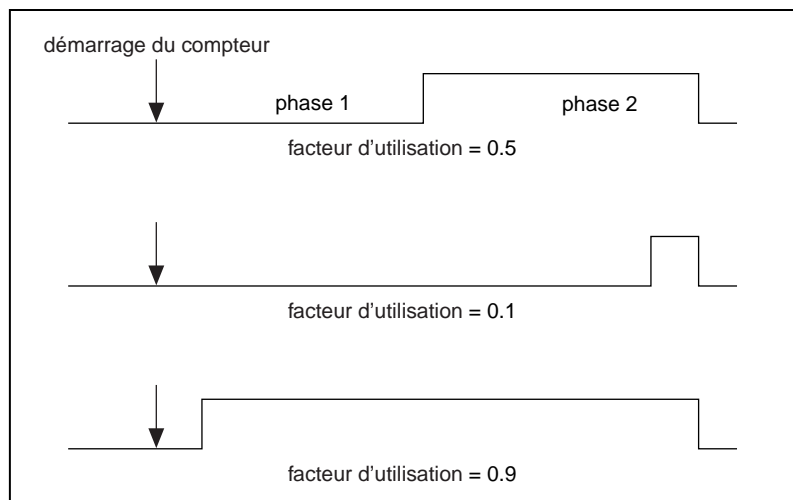 démarrage du compteur
phase 1 phase 2
facteur d'utilisation = 0.5
facteur d'utilisation = 0.1
facteur d'utilisation = 0.9